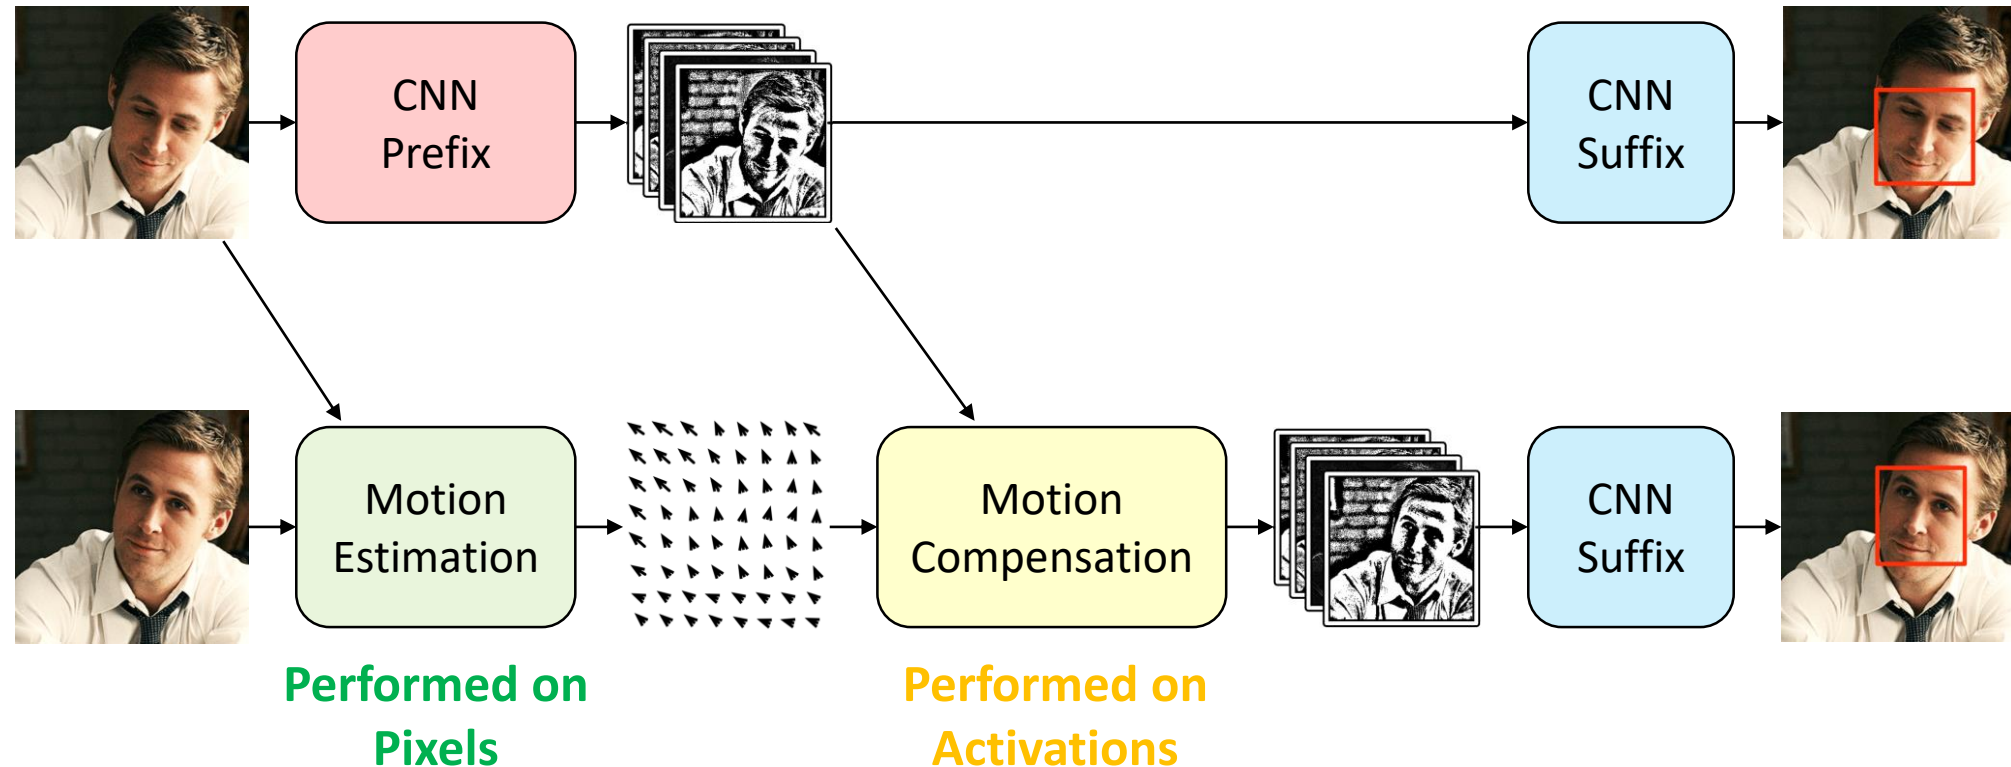 CNN
Prefix
CNN
Suffix
Motion
Estimation
Motion
Compensation
CNN
Suffix
Performed on
Pixels
Performed on
Activations